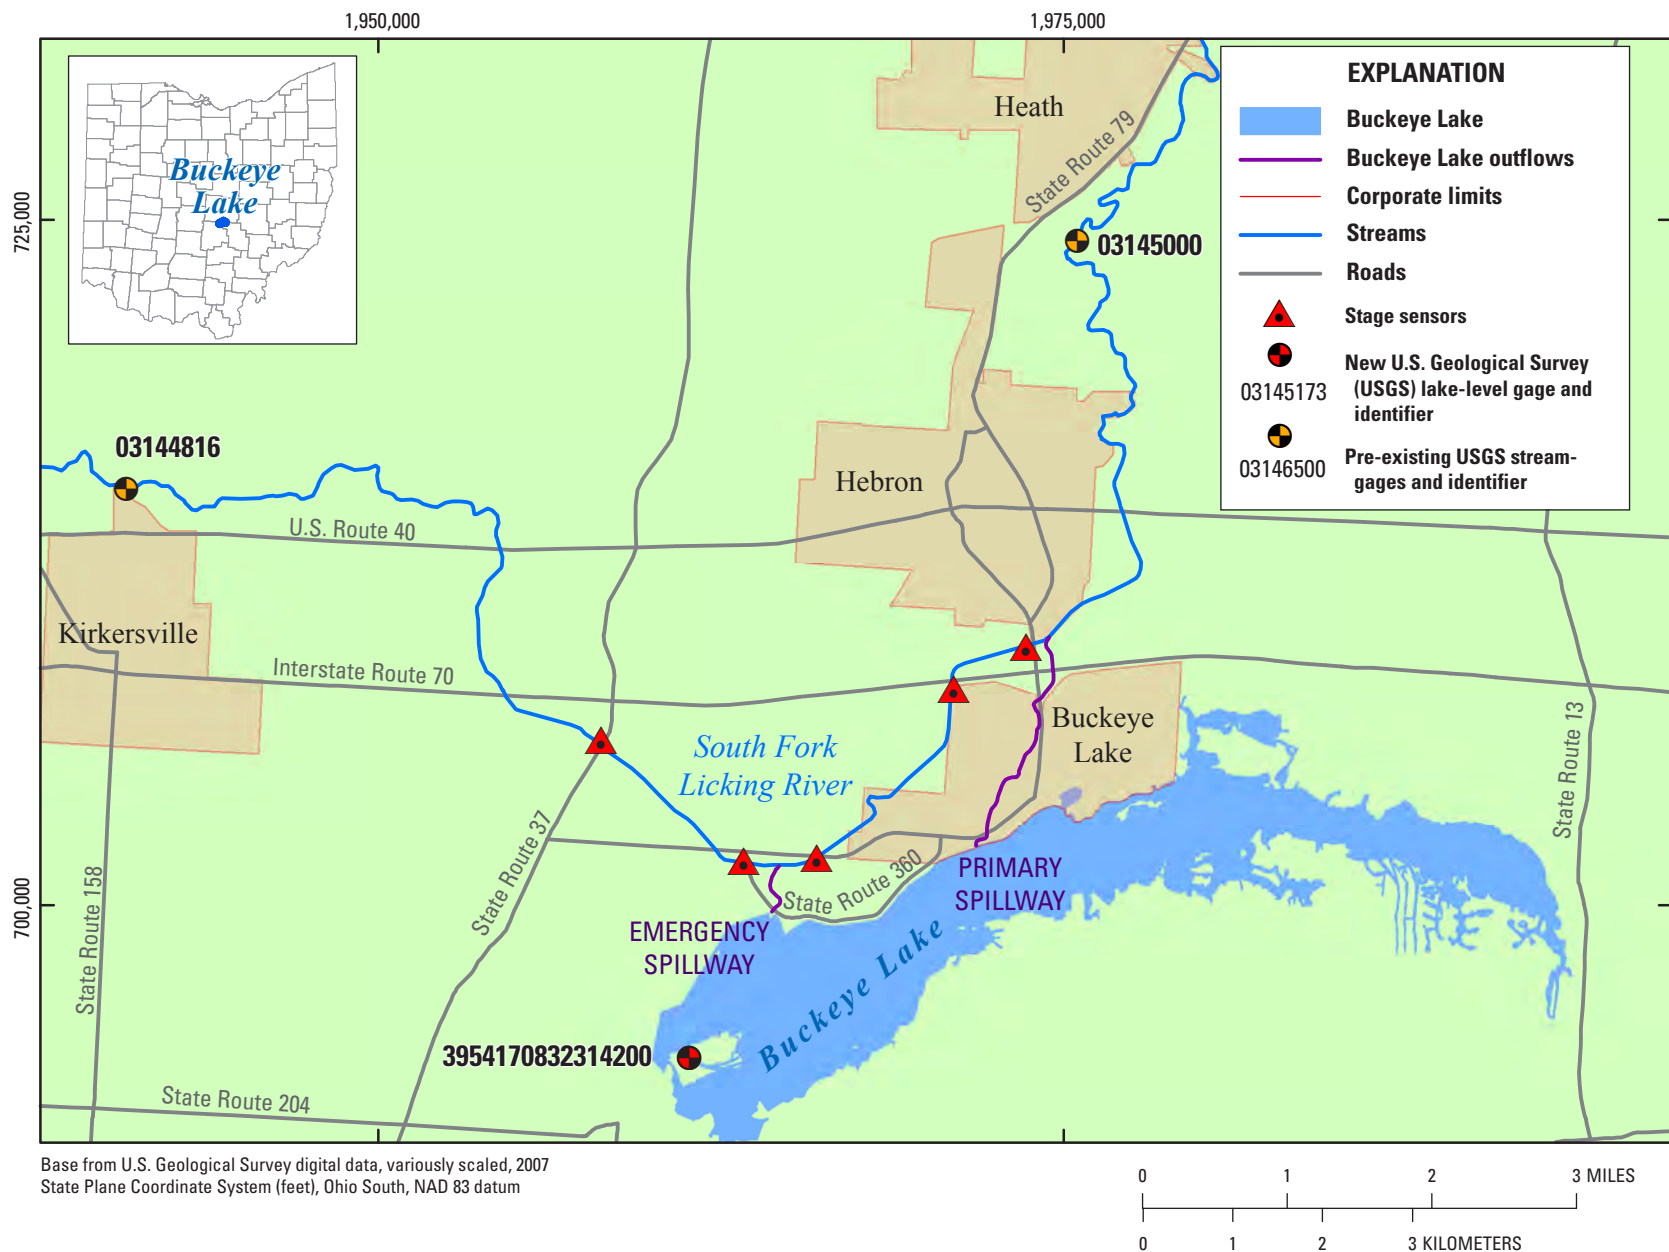 1,950,000
1,975,000
725,000
700,000
Buckeye
Lake
Heath
State Route 79
03145000
EXPLANATION
Buckeye Lake
Buckeye Lake outflows
Corporate limits
Streams
Roads
Stage sensors
New U.S. Geological Survey
(USGS) lake-level gage and
identifier
03145173
Pre-existing USGS stream-
gages and identifier
03146500
03144816
Hebron
U.S. Route 40
Kirkersville
Interstate Route 70
South Fork
Licking River
Buckeye
Lake
State Route 13
State Route 37
State Route 158
State Route 360
PRIMARY
SPILLWAY
EMERGENCY
SPILLWAY
Buckeye Lake
3954170832314200
State Route 204
Base from U.S. Geological Survey digital data, variously scaled, 2007
State Plane Coordinate System (feet), Ohio South, NAD 83 datum
0 1 2 3 MILES
0 1 2 3 KILOMETERS